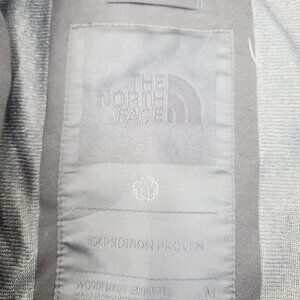 THE
NORTH
FACE
EXPEDITION PROVEN
M